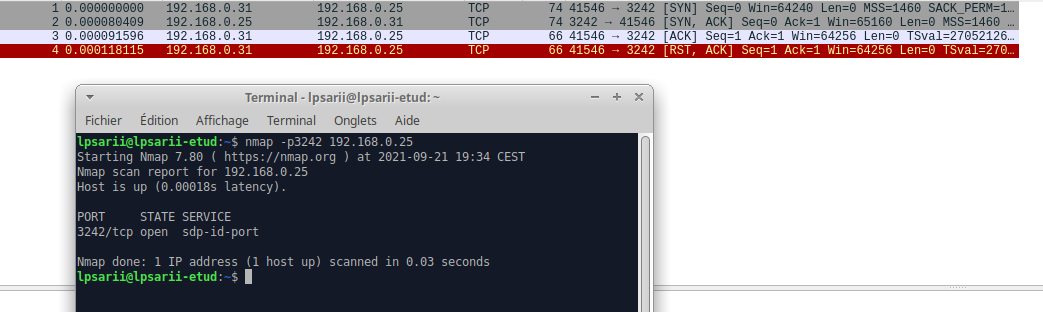 1 0.000000000 192.168.0.31 192.168.0.25 TCP 74 41546 → 3242 [SYN] Seq=0 Win=64240 Len=0 MSS=1460 SACK_PERM=1…
2 0.000080409 192.168.0.25 192.168.0.31 TCP 74 3242 → 41546 [SYN, ACK] Seq=0 Ack=1 Win=65160 Len=0 MSS=1460 …
3 0.000091596 192.168.0.31 192.168.0.25 TCP 66 41546 → 3242 [ACK] Seq=1 Ack=1 Win=64256 Len=0 TSval=27052126…
4 0.000118115 192.168.0.31 192.168.0.25 TCP 66 41546 → 3242 [RST, ACK] Seq=1 Ack=1 Win=64256 Len=0 TSval=270…
Terminal - lpsarii@lpsarii-etud: ~
Fichier Édition Affichage Terminal Onglets Aide
lpsarii@lpsarii-etud:~$ nmap -p3242 192.168.0.25
Starting Nmap 7.80 ( https://nmap.org ) at 2021-09-21 19:34 CEST
Nmap scan report for 192.168.0.25
Host is up (0.00018s latency).
PORT STATE SERVICE
3242/tcp open sdp-id-port
Nmap done: 1 IP address (1 host up) scanned in 0.03 seconds
lpsarii@lpsarii-etud:~$